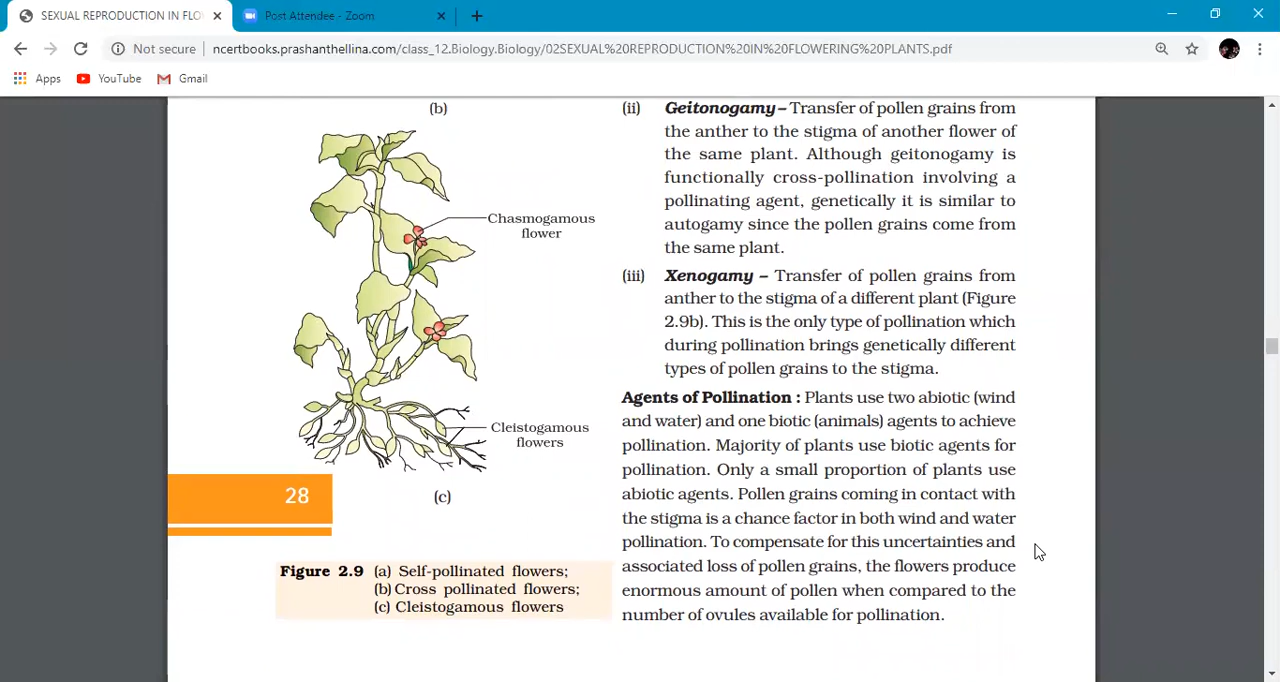 SEXUAL REPRODUCTION IN FLO
Post Attendee - Zoom
Not secure
ncertbooks.prashanthellina.com/class_12.Biology.Biology/02SEXUAL%20REPRODUCTION%20IN%20FLOWERING%20PLANTS.pdf
Apps
YouTube
Gmail
(b)
Chasmogamous
flower
Cleistogamous
flowers
28
(c)
Figure 2.9 (a) Self-pollinated flowers;
(b) Cross pollinated flowers;
(c) Cleistogamous flowers
(ii) Geitonogamy – Transfer of pollen grains from
the anther to the stigma of another flower of
the same plant. Although geitonogamy is
functionally cross-pollination involving a
pollinating agent, genetically it is similar to
autogamy since the pollen grains come from
the same plant.
(iii) Xenogamy – Transfer of pollen grains from
anther to the stigma of a different plant (Figure
2.9b). This is the only type of pollination which
during pollination brings genetically different
types of pollen grains to the stigma.
Agents of Pollination : Plants use two abiotic (wind
and water) and one biotic (animals) agents to achieve
pollination. Majority of plants use biotic agents for
pollination. Only a small proportion of plants use
abiotic agents. Pollen grains coming in contact with
the stigma is a chance factor in both wind and water
pollination. To compensate for this uncertainties and
associated loss of pollen grains, the flowers produce
enormous amount of pollen when compared to the
number of ovules available for pollination.